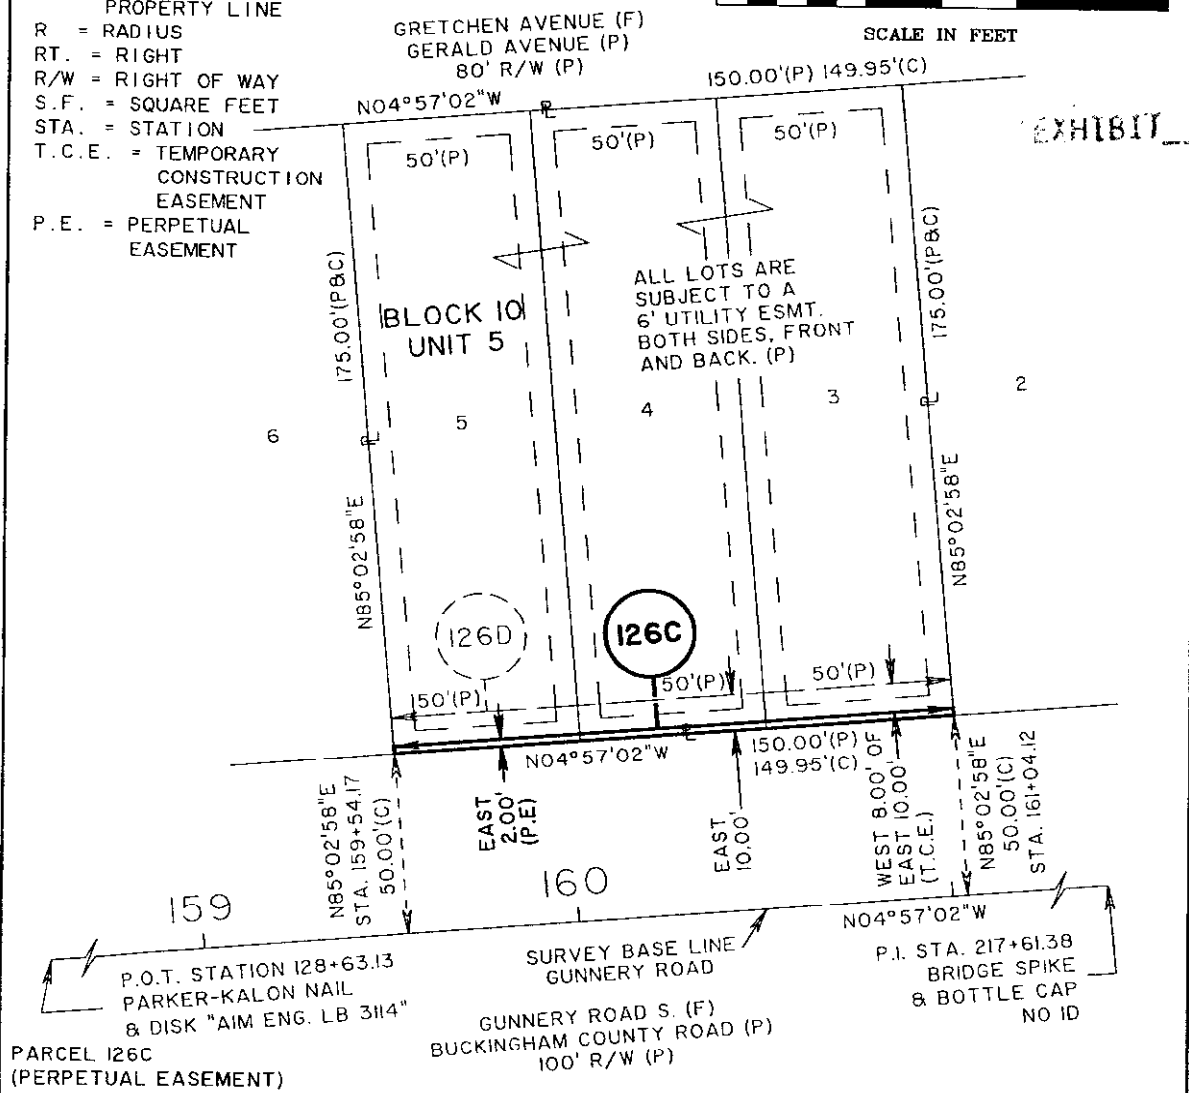 PROPERTY LINE
R = RADIUS
RT. = RIGHT
R/W = RIGHT OF WAY
S.F. = SQUARE FEET
STA. = STATION
T.C.E. = TEMPORARY
CONSTRUCTION
EASEMENT
P.E. = PERPETUAL
EASEMENT
GRETCHEN AVENUE (F)
GERALD AVENUE (P)
80' R/W (P)
SCALE IN FEET
EXHIBIT
N04°57'02"W
150.00'(P) 149.95'(C)
50'(P)
50'(P)
50'(P)
175.00'(P&C)
175.00'(P&C)
BLOCK 10
UNIT 5
ALL LOTS ARE
SUBJECT TO A
6' UTILITY ESMT.
BOTH SIDES, FRONT
AND BACK. (P)
6
5
4
3
2
N85°02'58"E
N85°02'58"E
126D
126C
50'(P)
50'(P)
50'(P)
N04°57'02"W
150.00'(P)
149.95'(C)
N85°02'58"E
STA. 159+54.17
50.00'(C)
EAST
2.00'
(P.E)
EAST
10.00'
WEST 8.00' OF
EAST 10.00'
(T.C.E.)
N85°02'58"E
50.00'(C)
STA. 161+04.12
159
160
N04°57'02"W
P.O.T. STATION 128+63.13
PARKER-KALON NAIL
& DISK "AIM ENG. LB 3114"
SURVEY BASE LINE
GUNNERY ROAD
P.I. STA. 217+61.38
BRIDGE SPIKE
& BOTTLE CAP
NO ID
GUNNERY ROAD S. (F)
BUCKINGHAM COUNTY ROAD (P)
100' R/W (P)
PARCEL 126C
(PERPETUAL EASEMENT)